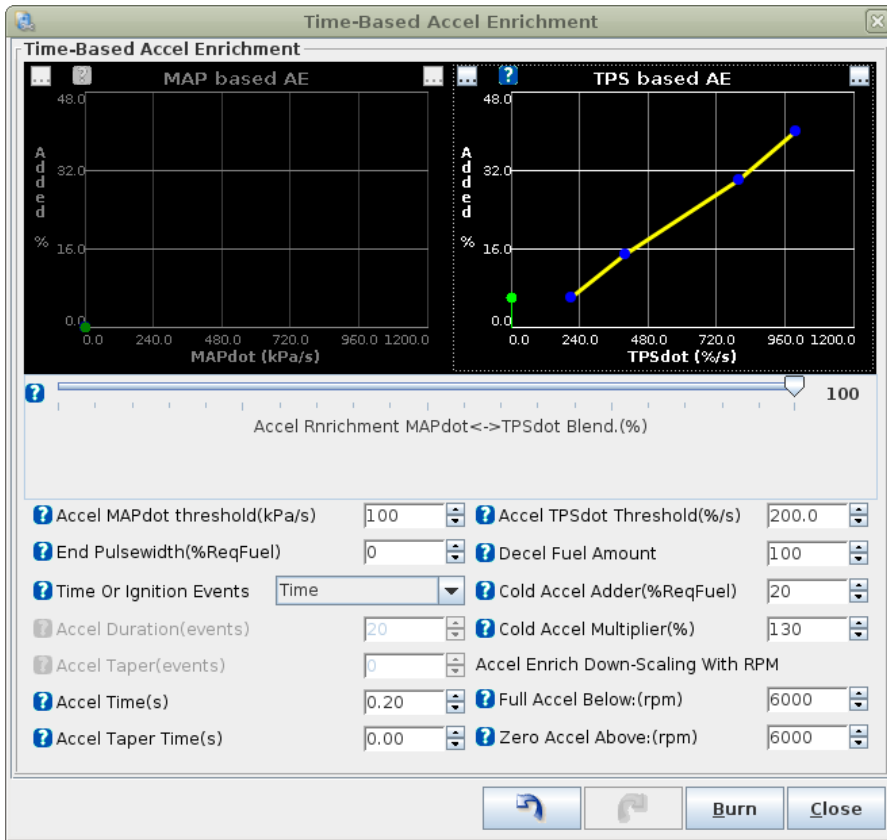 Time-Based Accel Enrichment
Time-Based Accel Enrichment
... ? MAP based AE ...
48.0
32.0
16.0
0.0
Added %
0.0 240.0 480.0 720.0 960.0 1200.0
MAPdot (kPa/s)
... ? TPS based AE ...
48.0
32.0
16.0
0.0
Added %
0.0 240.0 480.0 720.0 960.0 1200.0
TPSdot (%/s)
? 100
Accel Rnrichment MAPdot<->TPSdot Blend.(%)
? Accel MAPdot threshold(kPa/s) 100 ? Accel TPSdot Threshold(%/s) 200.0
? End Pulsewidth(%ReqFuel) 0 ? Decel Fuel Amount 100
? Time Or Ignition Events Time ? Cold Accel Adder(%ReqFuel) 20
? Accel Duration(events) 20 ? Cold Accel Multiplier(%) 130
? Accel Taper(events) 0 Accel Enrich Down-Scaling With RPM
? Accel Time(s) 0.20 ? Full Accel Below:(rpm) 6000
? Accel Taper Time(s) 0.00 ? Zero Accel Above:(rpm) 6000
Burn Close